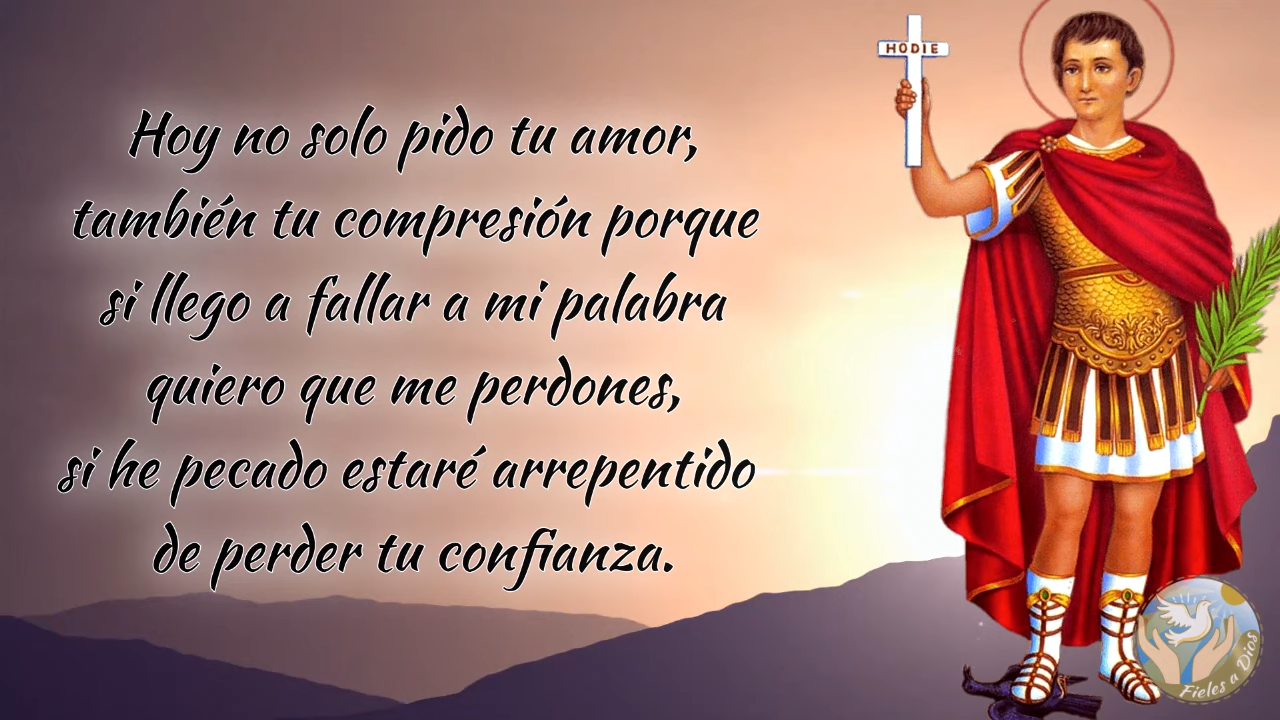 HODIE
Hoy no solo pido tu amor,
también tu compresión porque
si llego a fallar a mi palabra
quiero que me perdones,
si he pecado estaré arrepentido
de perder tu confianza.
Fieles a Dios